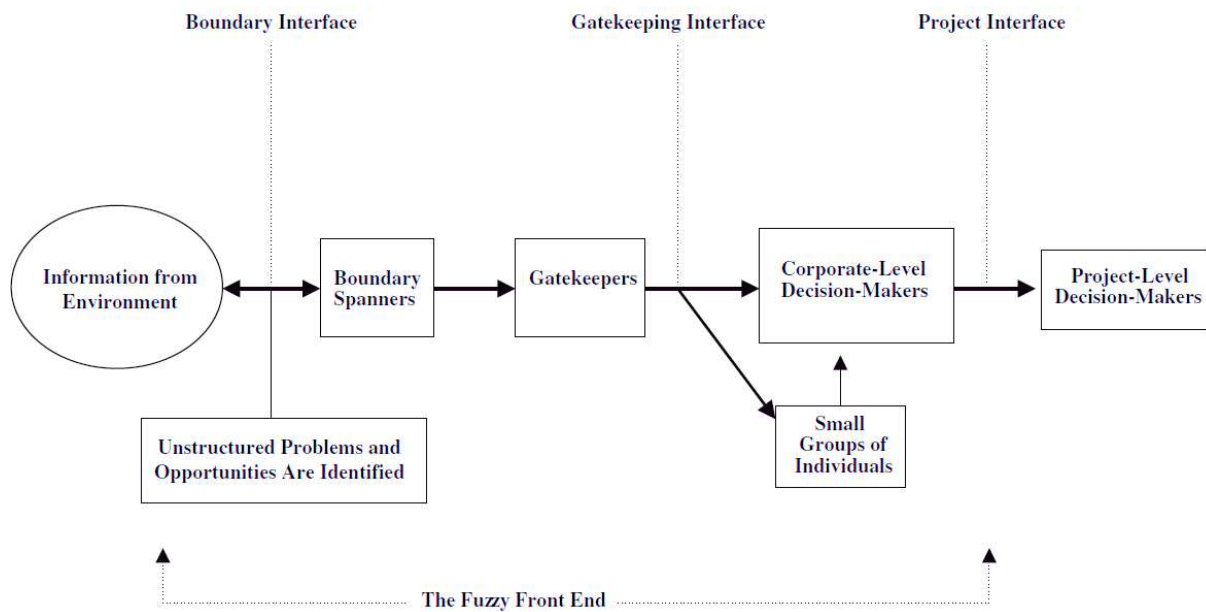 Boundary Interface
Gatekeeping Interface
Project Interface
Information from
Environment
Boundary
Spanners
Gatekeepers
Corporate-Level
Decision-Makers
Project-Level
Decision-Makers
Unstructured Problems and
Opportunities Are Identified
Small
Groups of
Individuals
The Fuzzy Front End